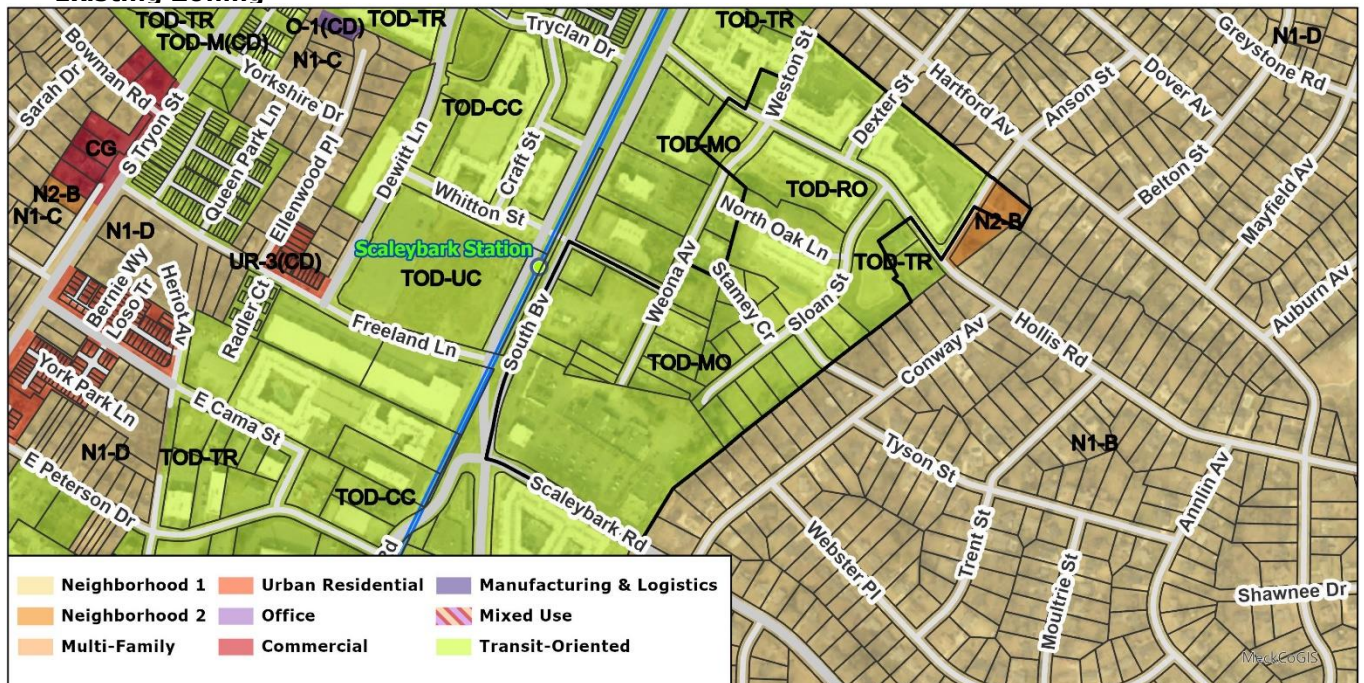 Existing Zoning
TOD-TR
O-1(CD)
TOD-TR
TOD-TR
N1-D
TOD-M(CD)
N1-C
Tryclan Dr
Weston St
Greystone Rd
Bowman Rd
Yorkshire Dr
Sarah Dr
S Tryon St
Queen Park Ln
TOD-CC
Dexter St
Hartford Av
Anson St
Dover Av
CG
Ellenwood Pl
Dewitt Ln
Craft St
TOD-MO
Belton St
Mayfield Av
N2-B
N1-C
Whitton St
TOD-RO
North Oak Ln
N2-B
N1-D
Scaleybark Station
UR-3(CD)
TOD-UC
TOD-TR
Bernie Wy
Yoso Tr
Heriot Av
Radler Ct
Freeland Ln
South Bv
Weona Av
Stamey Cr
Sloan St
Hollis Rd
Auburn Av
Conway Av
TOD-MO
York Park Ln
E Cama St
N1-D
TOD-TR
Tyson St
N1-B
E Peterson Dr
TOD-CC
Scaleybark Rd
Annlin Av
Webster Pl
Trent St
Moultrie St
Shawnee Dr
Rd
Neighborhood 1
Urban Residential
Manufacturing & Logistics
Neighborhood 2
Office
Mixed Use
Multi-Family
Commercial
Transit-Oriented
MeckCoGIS